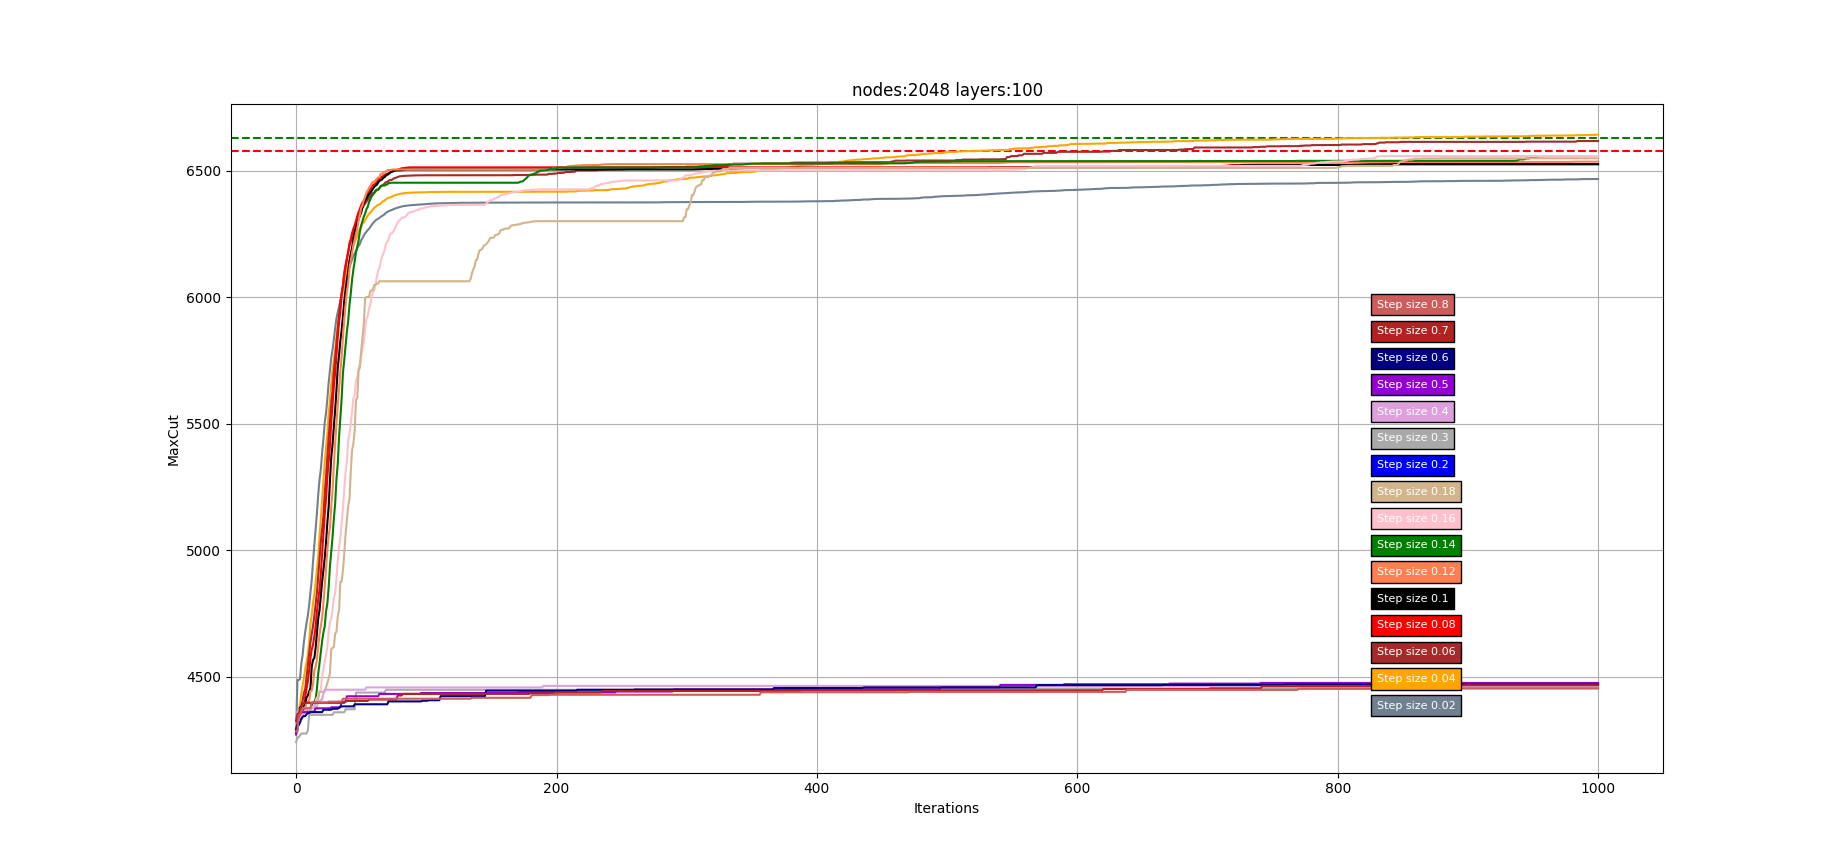 nodes:2048 layers:100
MaxCut
6500
6000
5500
5000
4500
0
200
400
600
800
1000
Iterations
Step size 0.8
Step size 0.7
Step size 0.6
Step size 0.5
Step size 0.4
Step size 0.3
Step size 0.2
Step size 0.18
Step size 0.16
Step size 0.14
Step size 0.12
Step size 0.1
Step size 0.08
Step size 0.06
Step size 0.04
Step size 0.02